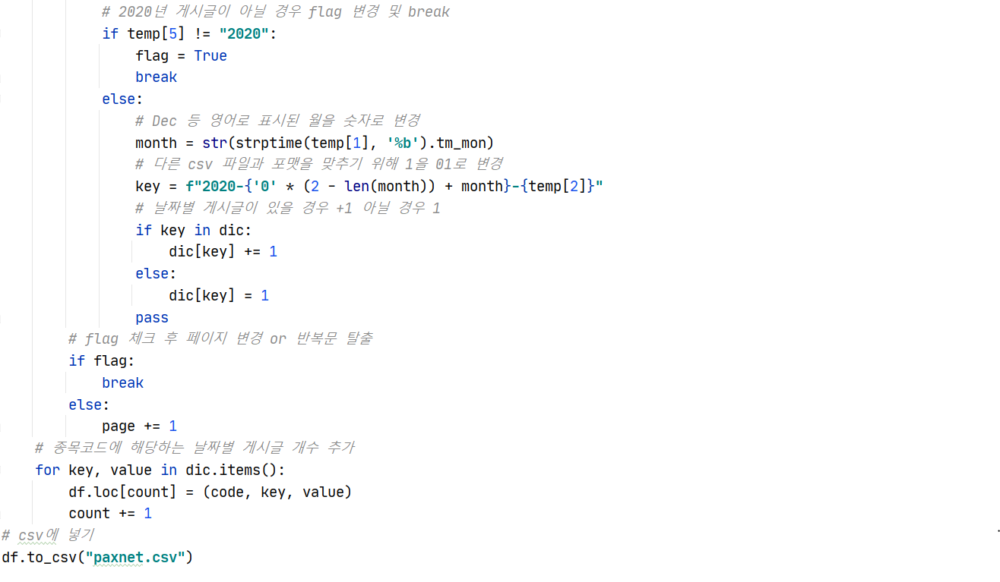 # 2020년 게시글이 아닐 경우 flag 변경 및 break
if temp[5] != "2020":
flag = True
break
else:
# Dec 등 영어로 표시된 월을 숫자로 변경
month = str(strptime(temp[1], '%b').tm_mon)
# 다른 csv 파일과 포맷을 맞추기 위해 1을 01로 변경
key = f"2020-{'0' * (2 - len(month)) + month}-{temp[2]}"
# 날짜별 게시글이 있을 경우 +1 아닐 경우 1
if key in dic:
dic[key] += 1
else:
dic[key] = 1
pass
# flag 체크 후 페이지 변경 or 반복문 탈출
if flag:
break
else:
page += 1
# 종목코드에 해당하는 날짜별 게시글 개수 추가
for key, value in dic.items():
df.loc[count] = (code, key, value)
count += 1
# csv에 넣기
df.to_csv("paxnet.csv")